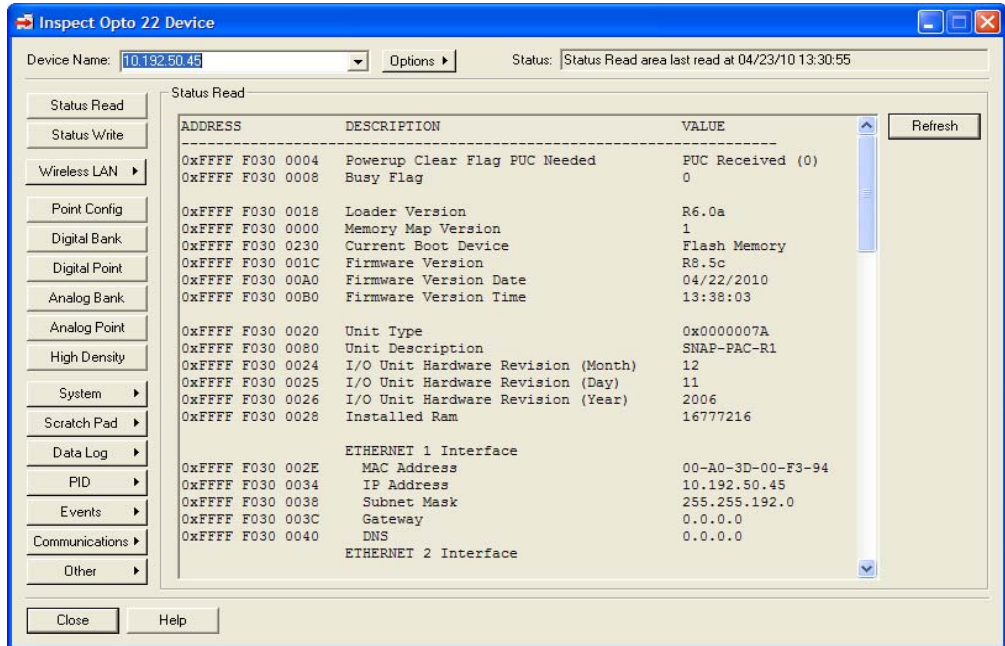 Inspect Opto 22 Device
Device Name: 10.192.50.45 Options Status: Status Read area last read at 04/23/10 13:30:55
Status Read
Status Write
Wireless LAN
Point Config
Digital Bank
Digital Point
Analog Bank
Analog Point
High Density
System
Scratch Pad
Data Log
PID
Events
Communications
Other
Status Read
ADDRESS DESCRIPTION VALUE
--------------------------------------------------------------------------
0xFFFF F030 0004 Powerup Clear Flag PUC Needed PUC Received (0)
0xFFFF F030 0008 Busy Flag 0
0xFFFF F030 0018 Loader Version R6.0a
0xFFFF F030 0000 Memory Map Version 1
0xFFFF F030 0230 Current Boot Device Flash Memory
0xFFFF F030 001C Firmware Version R8.5c
0xFFFF F030 00A0 Firmware Version Date 04/22/2010
0xFFFF F030 00B0 Firmware Version Time 13:38:03
0xFFFF F030 0020 Unit Type 0x0000007A
0xFFFF F030 0080 Unit Description SNAP-PAC-R1
0xFFFF F030 0024 I/O Unit Hardware Revision (Month) 12
0xFFFF F030 0025 I/O Unit Hardware Revision (Day) 11
0xFFFF F030 0026 I/O Unit Hardware Revision (Year) 2006
0xFFFF F030 0028 Installed Ram 16777216
ETHERNET 1 Interface
0xFFFF F030 002E MAC Address 00-A0-3D-00-F3-94
0xFFFF F030 0034 IP Address 10.192.50.45
0xFFFF F030 0038 Subnet Mask 255.255.192.0
0xFFFF F030 003C Gateway 0.0.0.0
0xFFFF F030 0040 DNS 0.0.0.0
ETHERNET 2 Interface
Refresh
Close Help